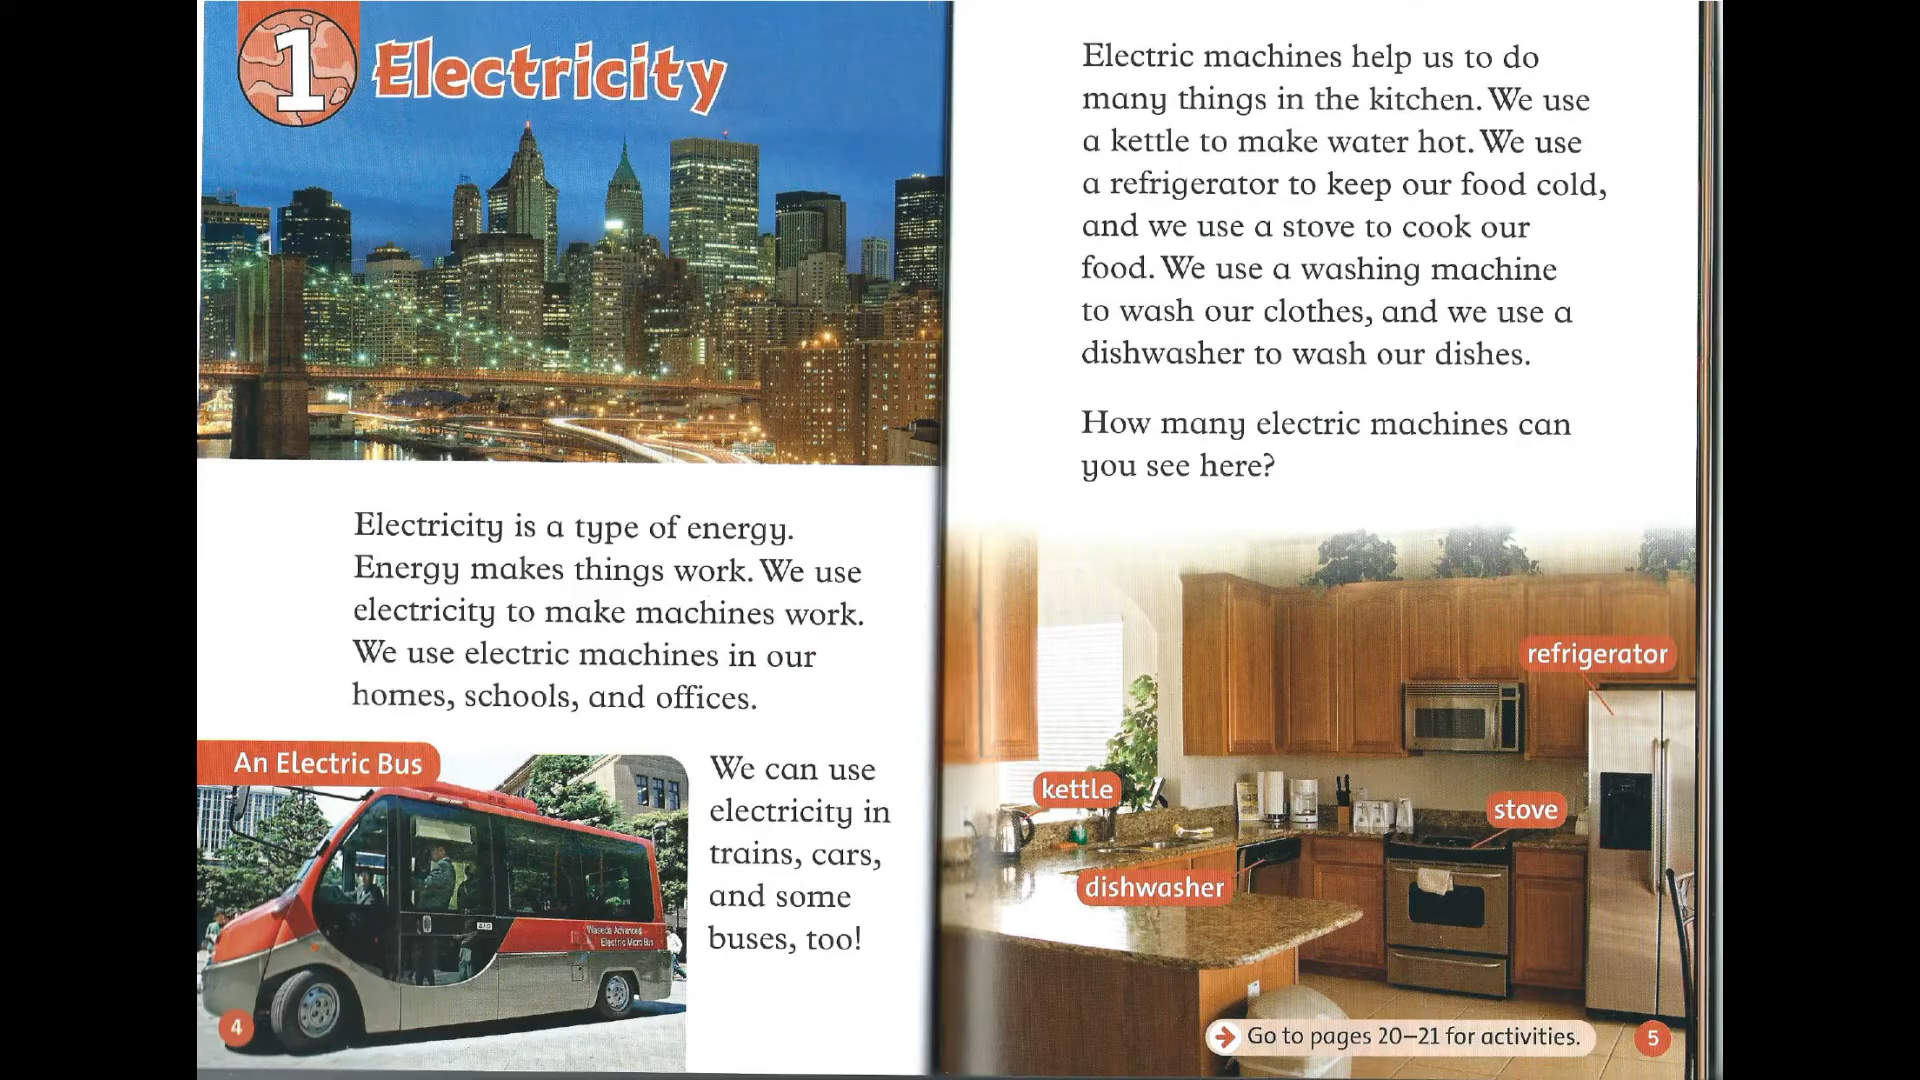 1 Electricity
Electricity is a type of energy.
Energy makes things work. We use
electricity to make machines work.
We use electric machines in our
homes, schools, and offices.
An Electric Bus
We can use
electricity in
trains, cars,
and some
buses, too!
Waseda Advanced
Electric Micro Bus
4
Electric machines help us to do
many things in the kitchen. We use
a kettle to make water hot. We use
a refrigerator to keep our food cold,
and we use a stove to cook our
food. We use a washing machine
to wash our clothes, and we use a
dishwasher to wash our dishes.
How many electric machines can
you see here?
refrigerator
kettle
stove
dishwasher
Go to pages 20–21 for activities.
5